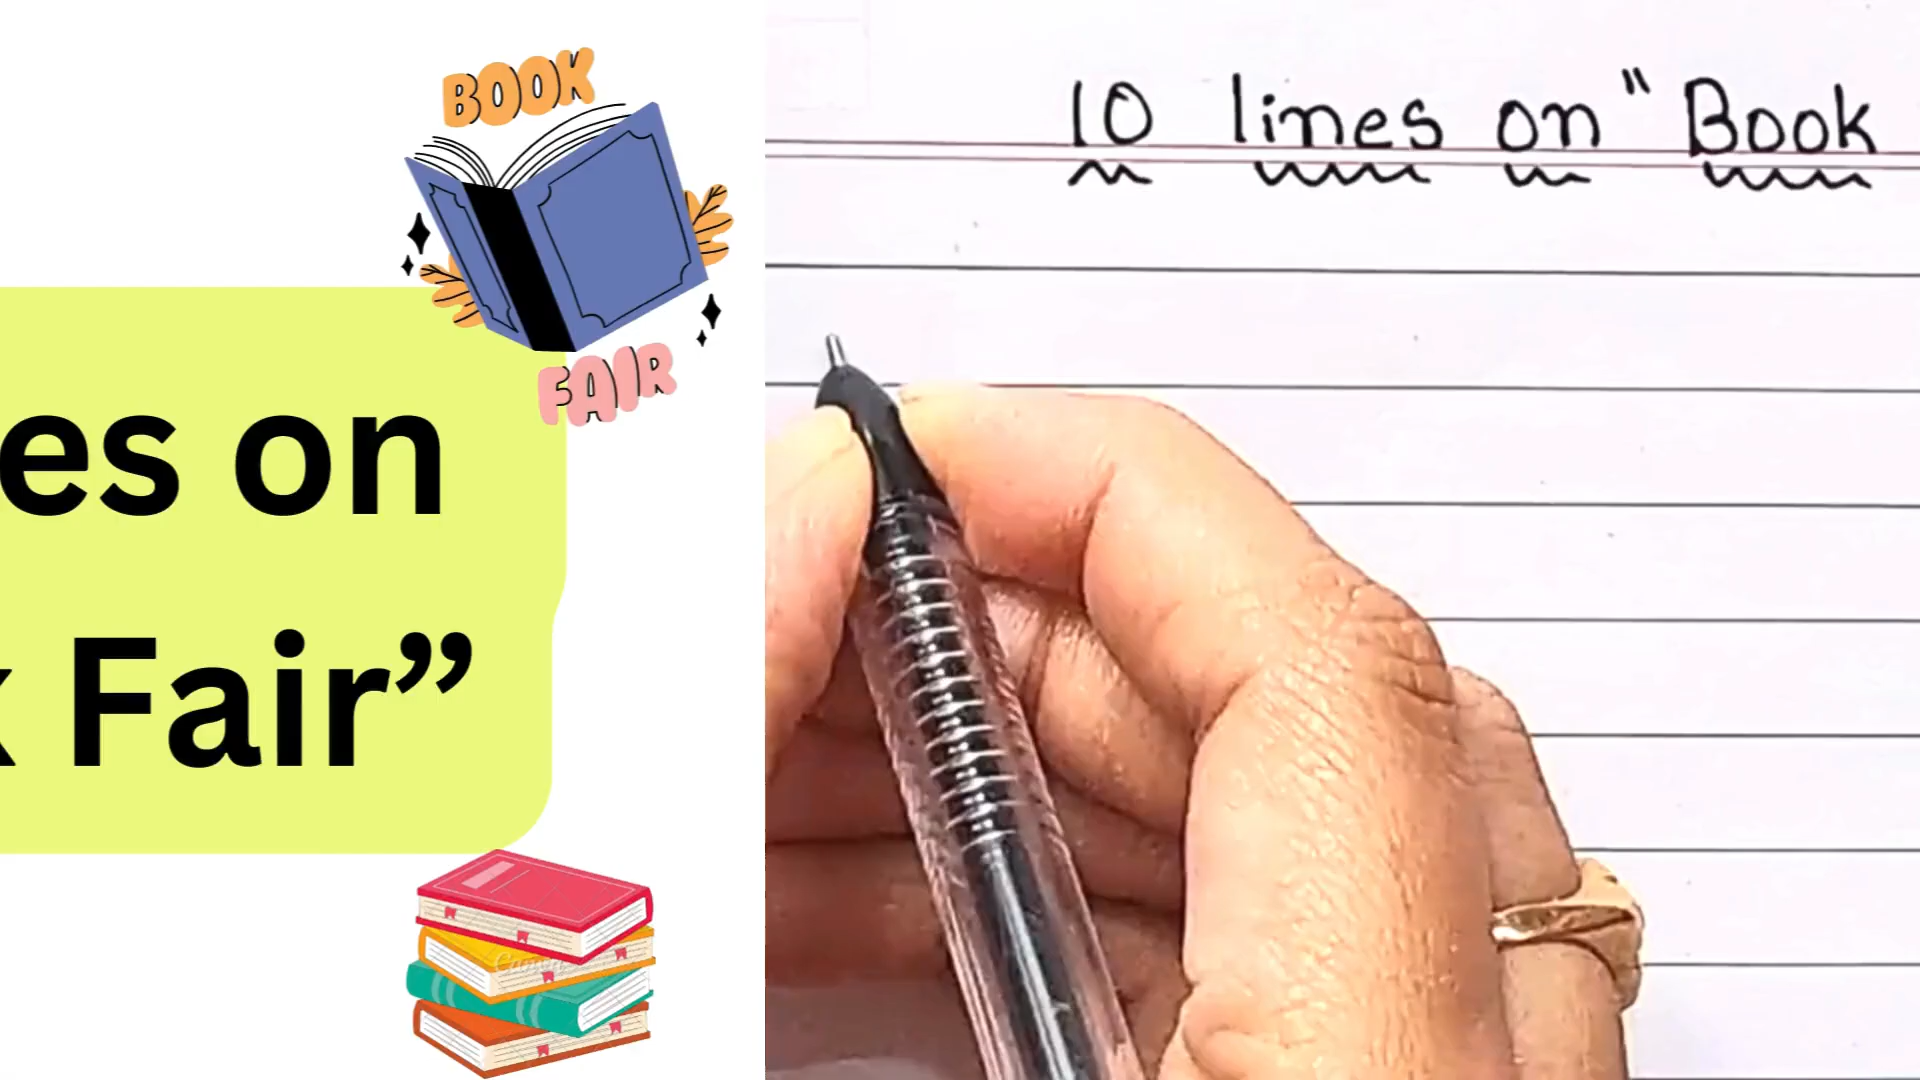 BOOK
FAIR
es on
Fair”
10 lines on " Book